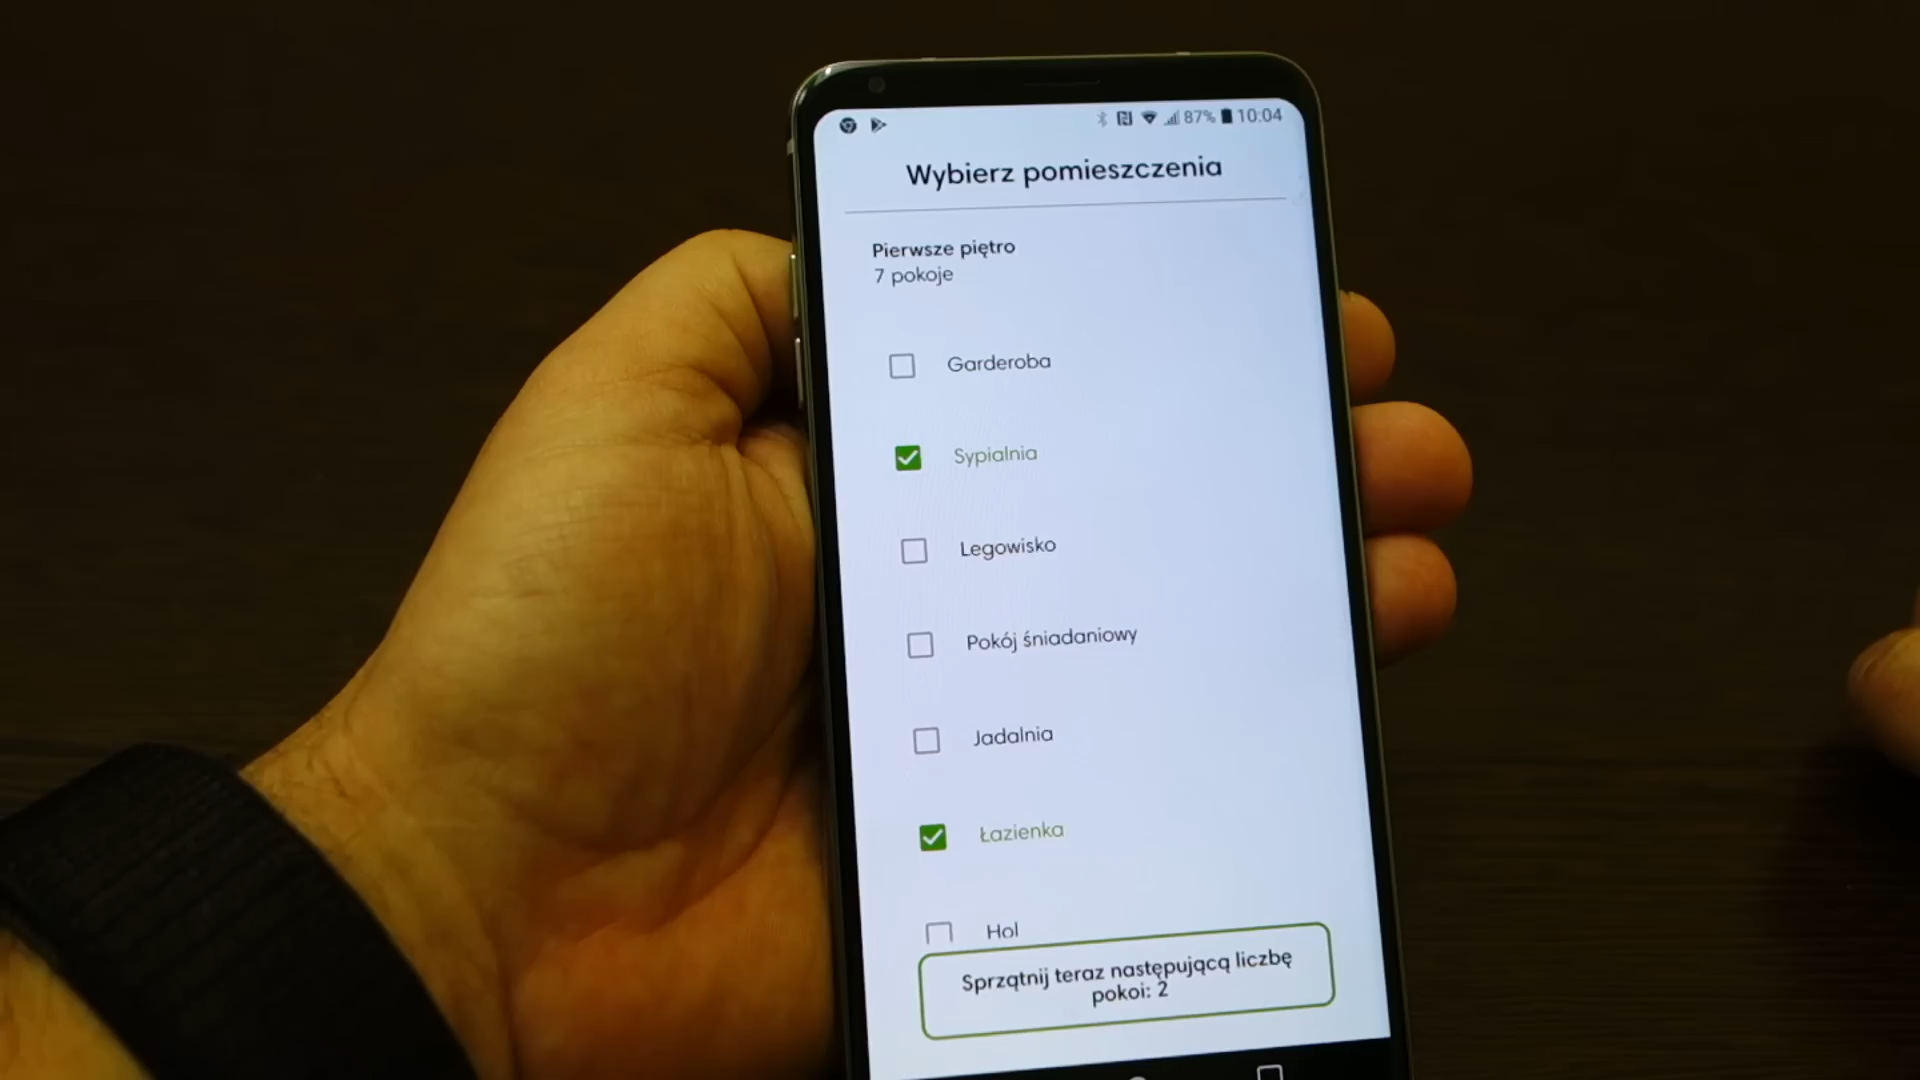 87% 10:04
Wybierz pomieszczenia
Pierwsze piętro
7 pokoje
Garderoba
Sypialnia
Legowisko
Pokój śniadaniowy
Jadalnia
Łazienka
Hol
Sprzątnij teraz następującą liczbę
pokoi: 2